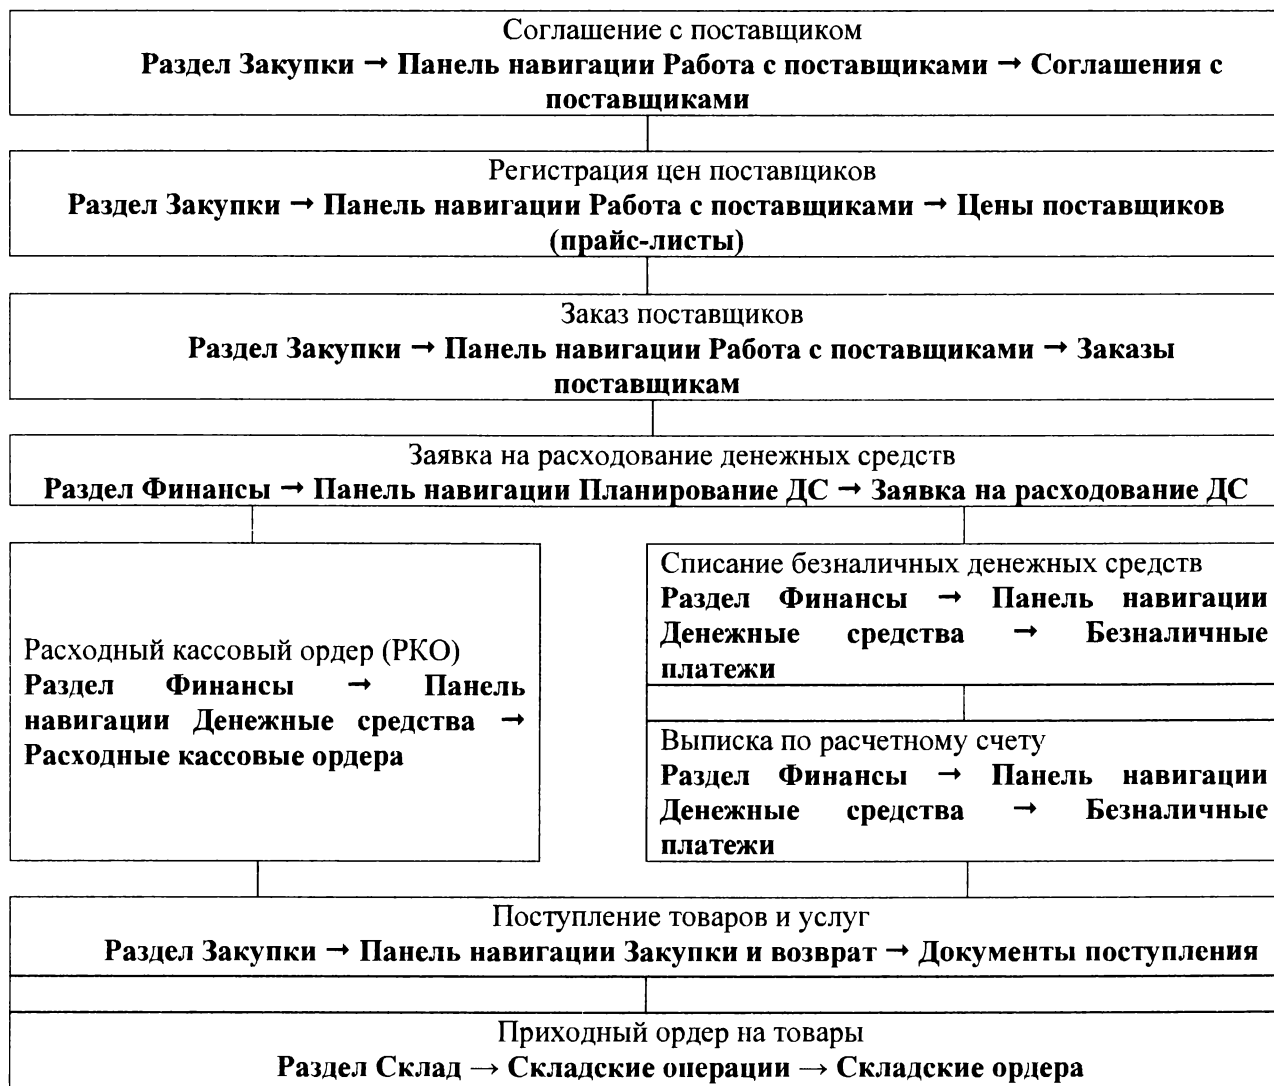 Соглашение с поставщиком
Раздел Закупки → Панель навигации Работа с поставщиками → Соглашения с
поставщиками
Регистрация цен поставщиков
Раздел Закупки → Панель навигации Работа с поставщиками → Цены поставщиков
(прайс-листы)
Заказ поставщиков
Раздел Закупки → Панель навигации Работа с поставщиками → Заказы
поставщикам
Заявка на расходование денежных средств
Раздел Финансы → Панель навигации Планирование ДС → Заявка на расходование ДС
Расходный кассовый ордер (РКО)
Раздел Финансы → Панель
навигации Денежные средства →
Расходные кассовые ордера
Списание безналичных денежных средств
Раздел Финансы → Панель навигации
Денежные средства → Безналичные
платежи
Выписка по расчетному счету
Раздел Финансы → Панель навигации
Денежные средства → Безналичные
платежи
Поступление товаров и услуг
Раздел Закупки → Панель навигации Закупки и возврат → Документы поступления
Приходный ордер на товары
Раздел Склад → Складские операции → Складские ордера